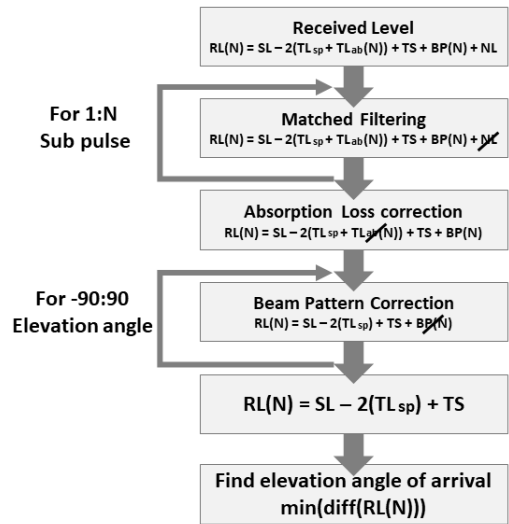 Received Level
RL(N) = SL – 2(TLsp + TLab(N)) + TS + BP(N) + NL
For 1:N
Sub pulse
Matched Filtering
RL(N) = SL – 2(TLsp + TLab(N)) + TS + BP(N) + NL
Absorption Loss correction
RL(N) = SL – 2(TLsp + TLab(N)) + TS + BP(N)
For -90:90
Elevation angle
Beam Pattern Correction
RL(N) = SL – 2(TLsp) + TS + BP(N)
RL(N) = SL – 2(TLsp) + TS
Find elevation angle of arrival
min(diff(RL(N)))